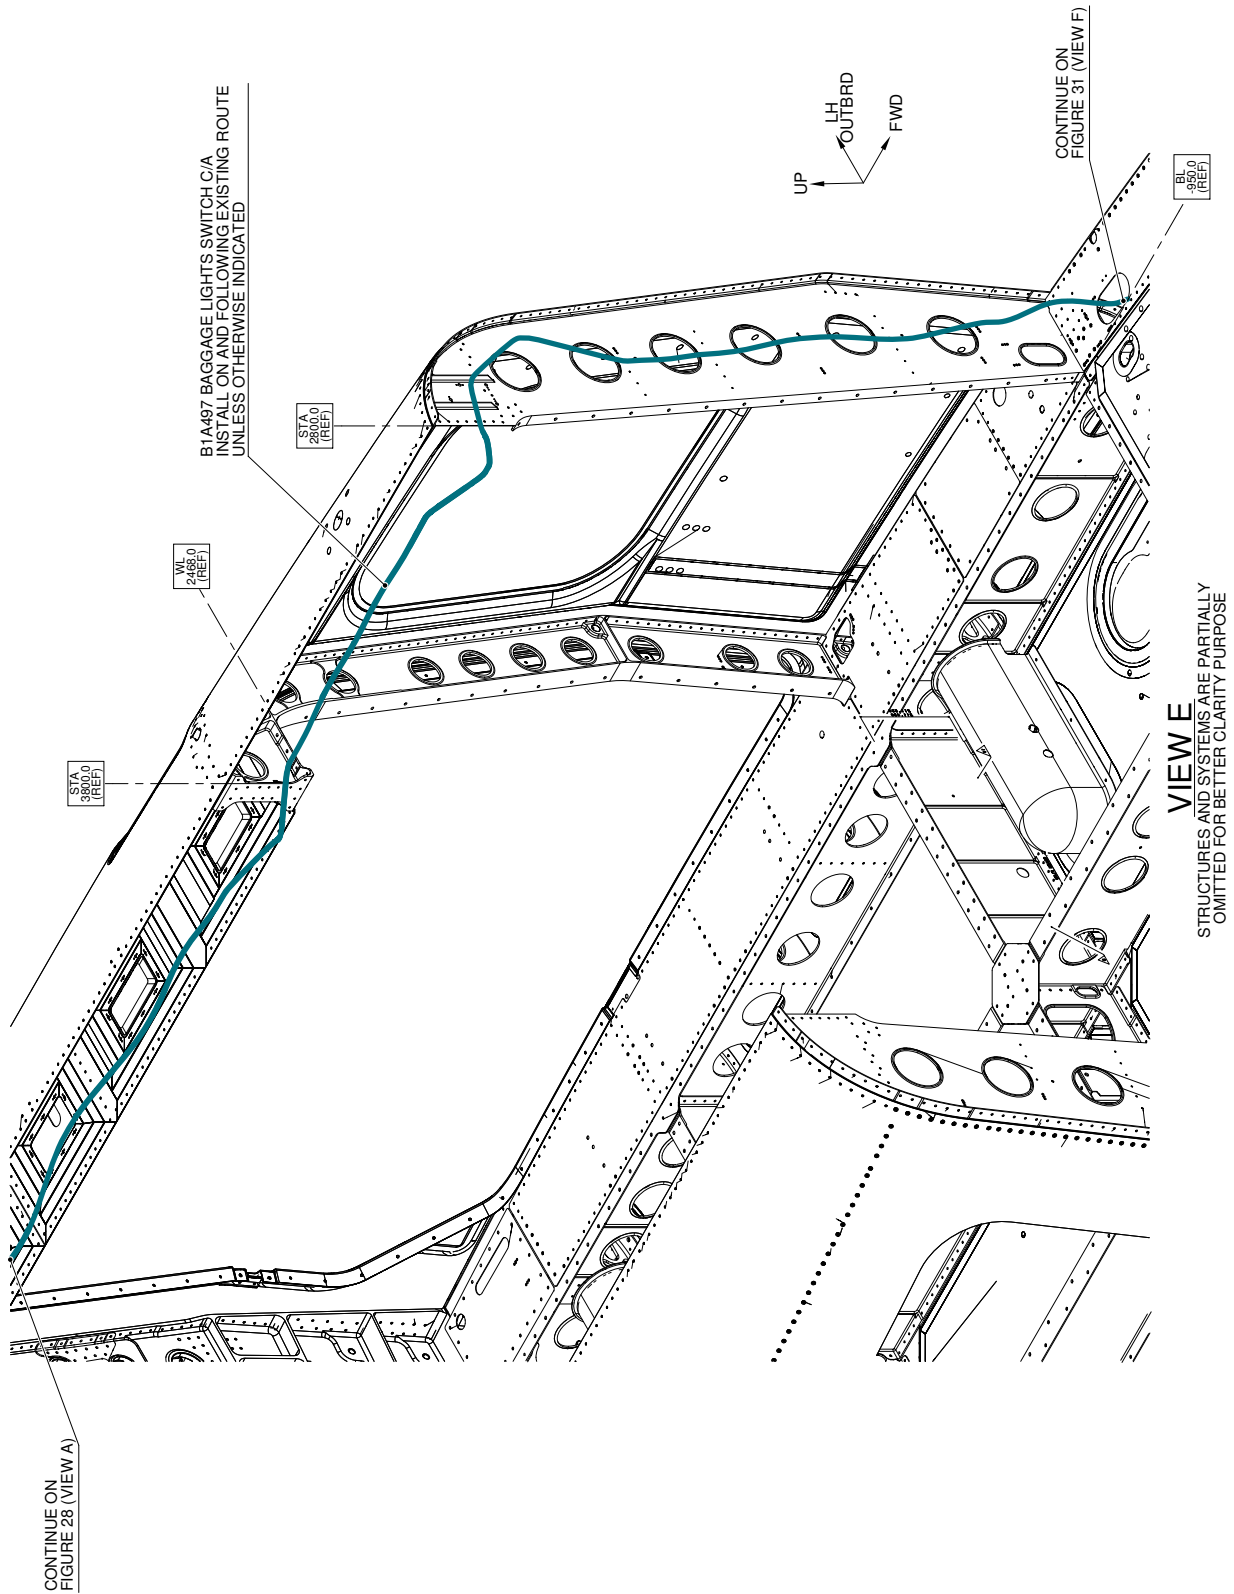 CONTINUE ON
FIGURE 28 (VIEW A)
STA
3800.0
(REF)
WL
2468.0
(REF)
B1A497 BAGGAGE LIGHTS SWITCH C/A
INSTALL ON AND FOLLOWING EXISTING ROUTE
UNLESS OTHERWISE INDICATED
STA
2800.0
(REF)
UP
LH
OUTBRD
FWD
CONTINUE ON
FIGURE 31 (VIEW F)
BL
-950.0
(REF)
VIEW E
STRUCTURES AND SYSTEMS ARE PARTIALLY
OMITTED FOR BETTER CLARITY PURPOSE